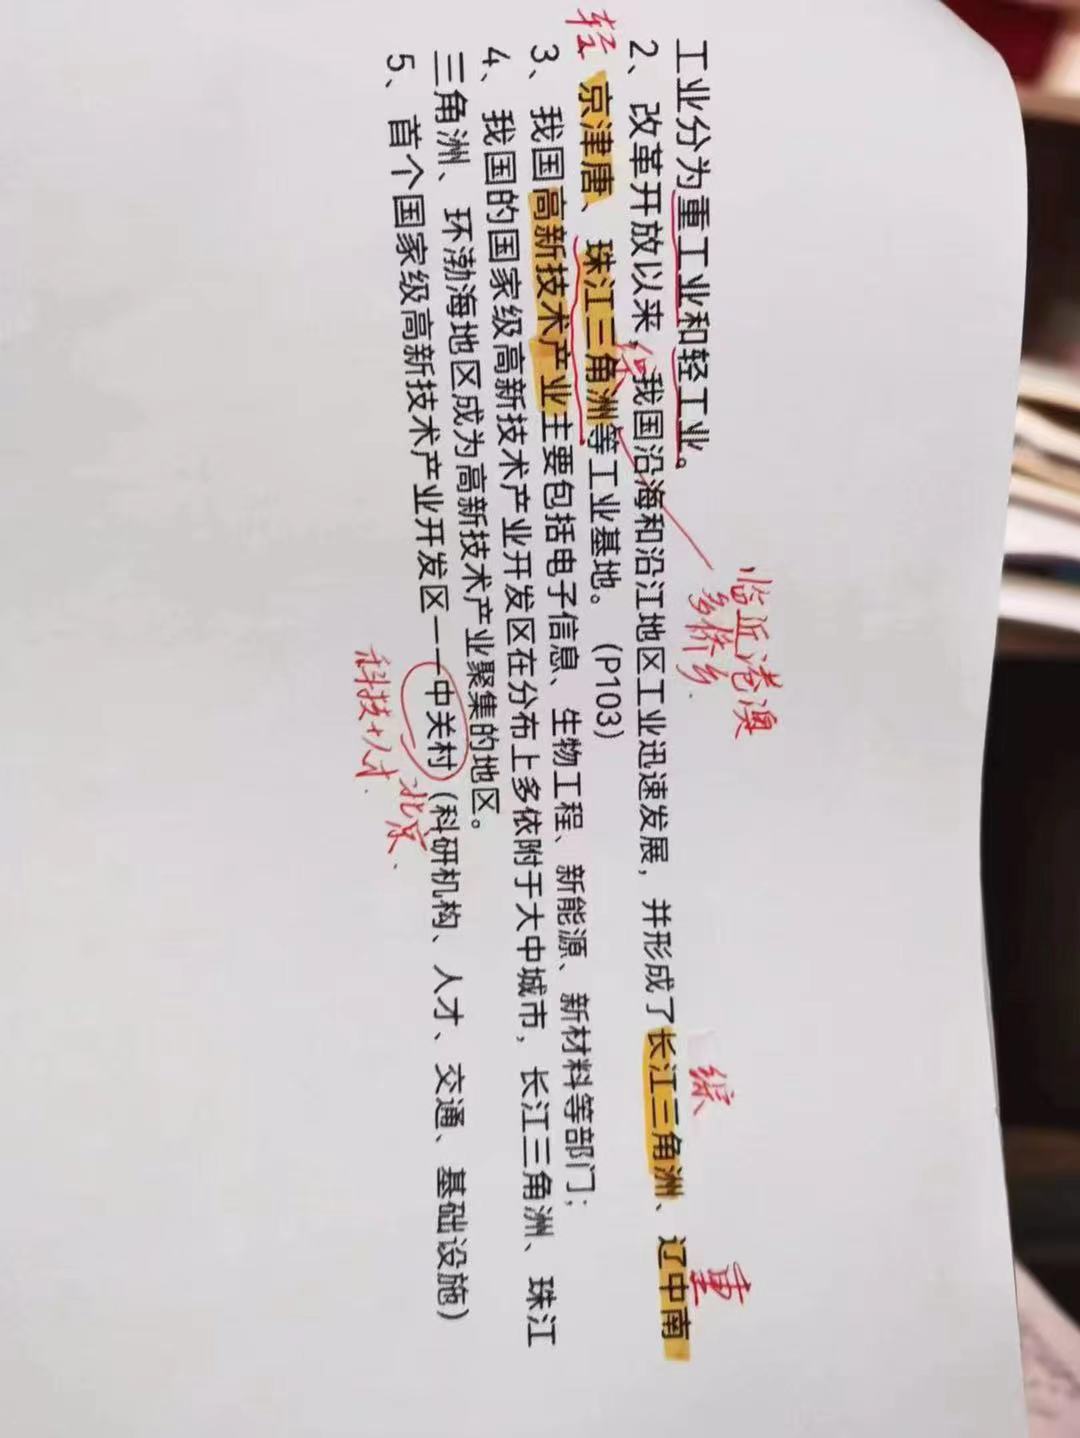 工业分为重工业和轻工业。
临近港澳
多侨乡.
综
重
2、改革开放以来，我国沿海和沿江地区工业迅速发展，并形成了长江三角洲、辽中南
轻
综
、京津唐、珠江三角洲等工业基地。（P103）
3、我国高新技术产业主要包括电子信息、生物工程、新能源、新材料等部门；
4、我国的国家级高新技术产业开发区在分布上多依附于大中城市，长江三角洲、珠江
三角洲、环渤海地区成为高新技术产业聚集的地区。
5、首个国家级高新技术产业开发区——中关村（科研机构、人才、交通、基础设施）
北京.
科技+人才.